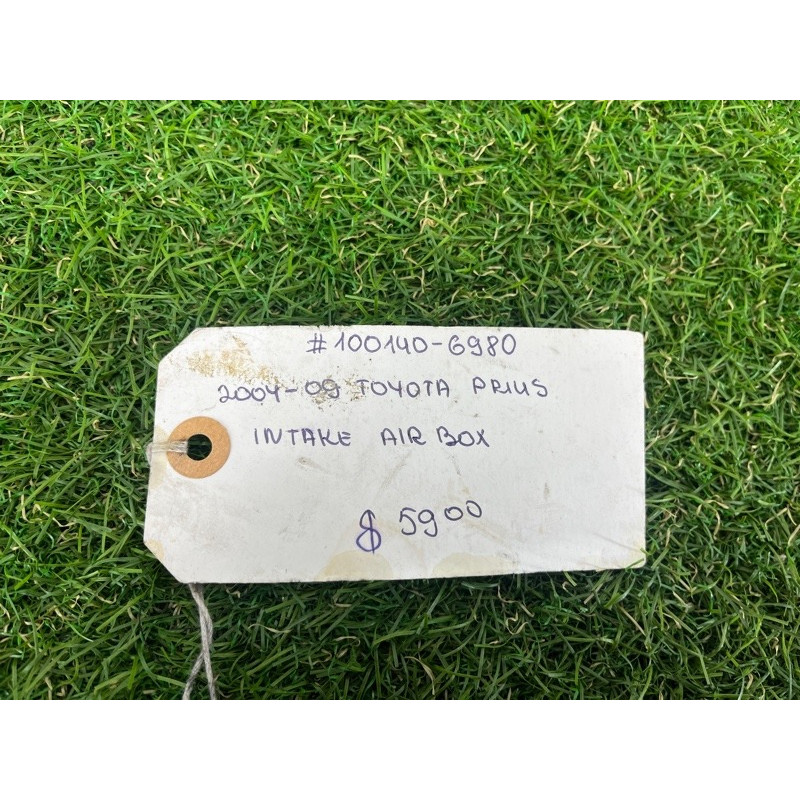 #100140-6980
2004-09 TOYOTA PRIUS
INTAKE AIR BOX
$ 5900